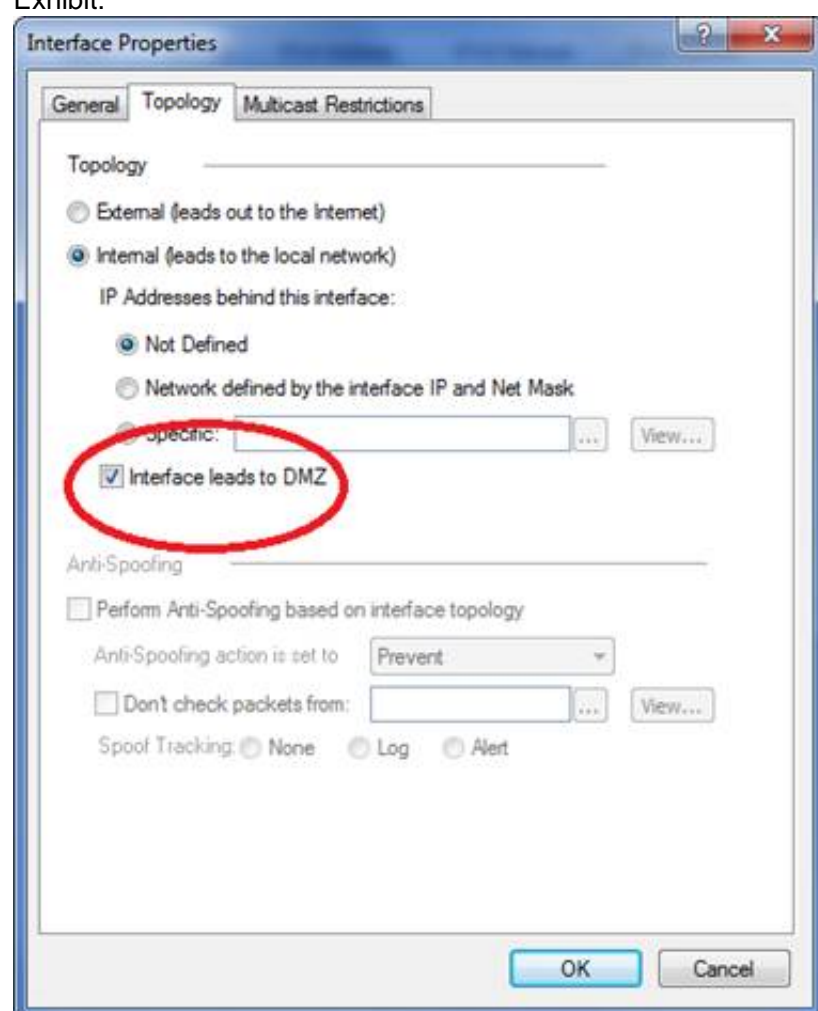 Exhibit:
Interface Properties
General Topology Multicast Restrictions
Topology
External (leads out to the Internet)
Internal (leads to the local network)
IP Addresses behind this interface:
Not Defined
Network defined by the interface IP and Net Mask
Specific: ... View...
Interface leads to DMZ
Anti-Spoofing
Perform Anti-Spoofing based on interface topology
Anti-Spoofing action is set to Prevent
Don't check packets from: ... View...
Spoof Tracking: None Log Alert
OK Cancel